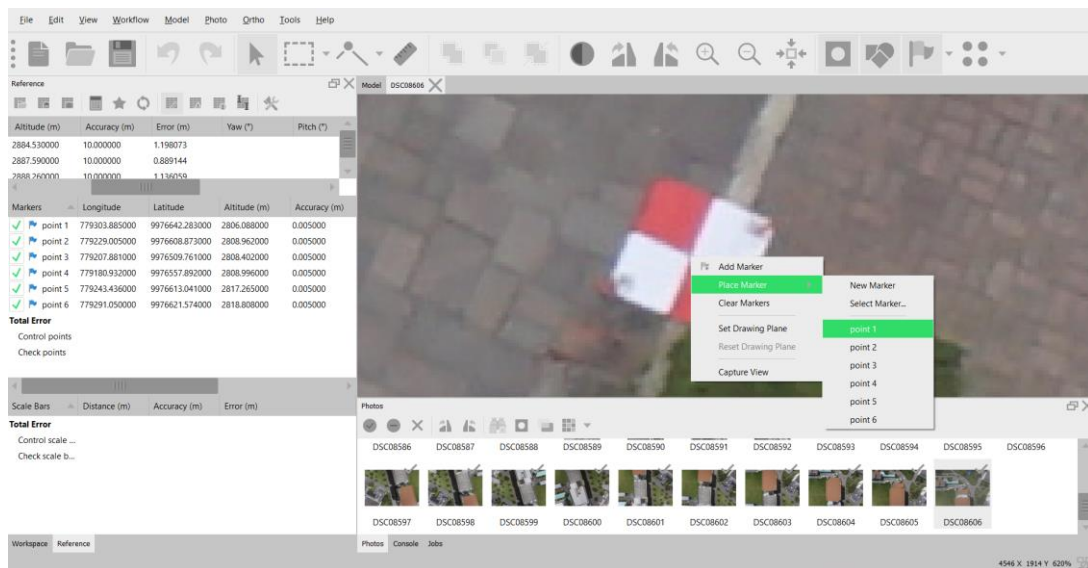 File Edit View Workflow Model Photo Ortho Tools Help
Reference
Model DSC08606
Altitude (m) Accuracy (m) Error (m) Yaw (°) Pitch (°)
2884.530000 10.000000 1.198073
2887.590000 10.000000 0.889144
2888.260000 10.000000 1.136059
Markers Longitude Latitude Altitude (m) Accuracy (m)
point 1 779303.885000 9976642.283000 2806.088000 0.005000
point 2 779229.005000 9976608.873000 2808.962000 0.005000
point 3 779207.881000 9976509.761000 2808.402000 0.005000
point 4 779180.932000 9976557.892000 2808.996000 0.005000
point 5 779243.436000 9976613.041000 2817.265000 0.005000
point 6 779291.050000 9976621.574000 2818.808000 0.005000
Total Error
Control points
Check points
Scale Bars Distance (m) Accuracy (m) Error (m)
Total Error
Control scale ...
Check scale b...
Workspace Reference
Add Marker
Place Marker
Clear Markers
Set Drawing Plane
Reset Drawing Plane
Capture View
New Marker
Select Marker...
point 1
point 2
point 3
point 4
point 5
point 6
Photos
DSC08586 DSC08587 DSC08588 DSC08589 DSC08590 DSC08591 DSC08592 DSC08593 DSC08594 DSC08595 DSC08596
DSC08597 DSC08598 DSC08599 DSC08600 DSC08601 DSC08602 DSC08603 DSC08604 DSC08605 DSC08606
Photos Console Jobs
4546 X 1914 Y 620%